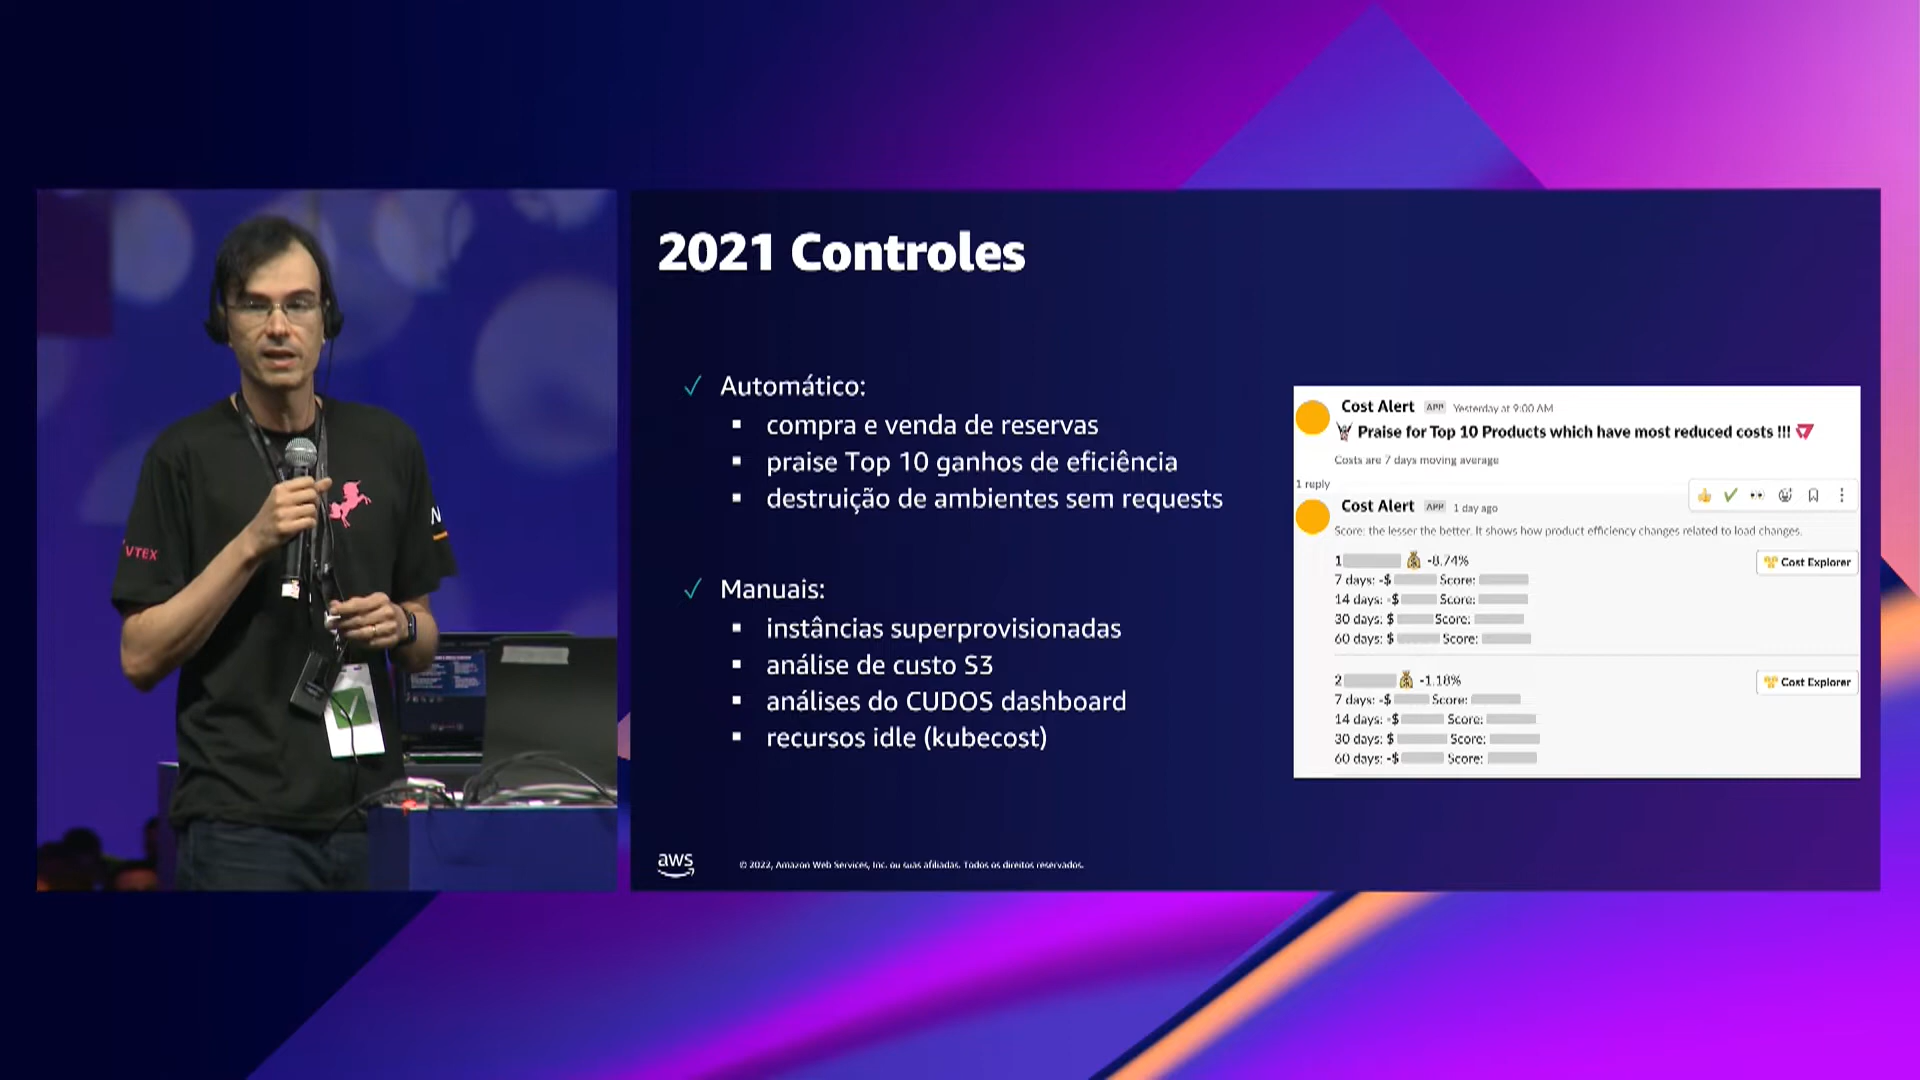 2021 Controles
✓ Automático:
▪ compra e venda de reservas
▪ praise Top 10 ganhos de eficiência
▪ destruição de ambientes sem requests
✓ Manuais:
▪ instâncias superprovisionadas
▪ análise de custo S3
▪ análises do CUDOS dashboard
▪ recursos idle (kubecost)
Cost Alert APP Yesterday at 9:00 AM
Praise for Top 10 Products which have most reduced costs !!!
Costs are 7 days moving average
1 reply
Cost Alert APP 1 day ago
Score: the lesser the better. It shows how product efficiency changes related to load changes.
1 -8.74% Cost Explorer
7 days: -$ Score:
14 days: -$ Score:
30 days: $ Score:
60 days: $ Score:
2 -1.18% Cost Explorer
7 days: -$ Score:
14 days: -$ Score:
30 days: $ Score:
60 days: -$ Score:
aws
© 2022, Amazon Web Services, Inc. ou suas afiliadas. Todos os direitos reservados.
VTEX